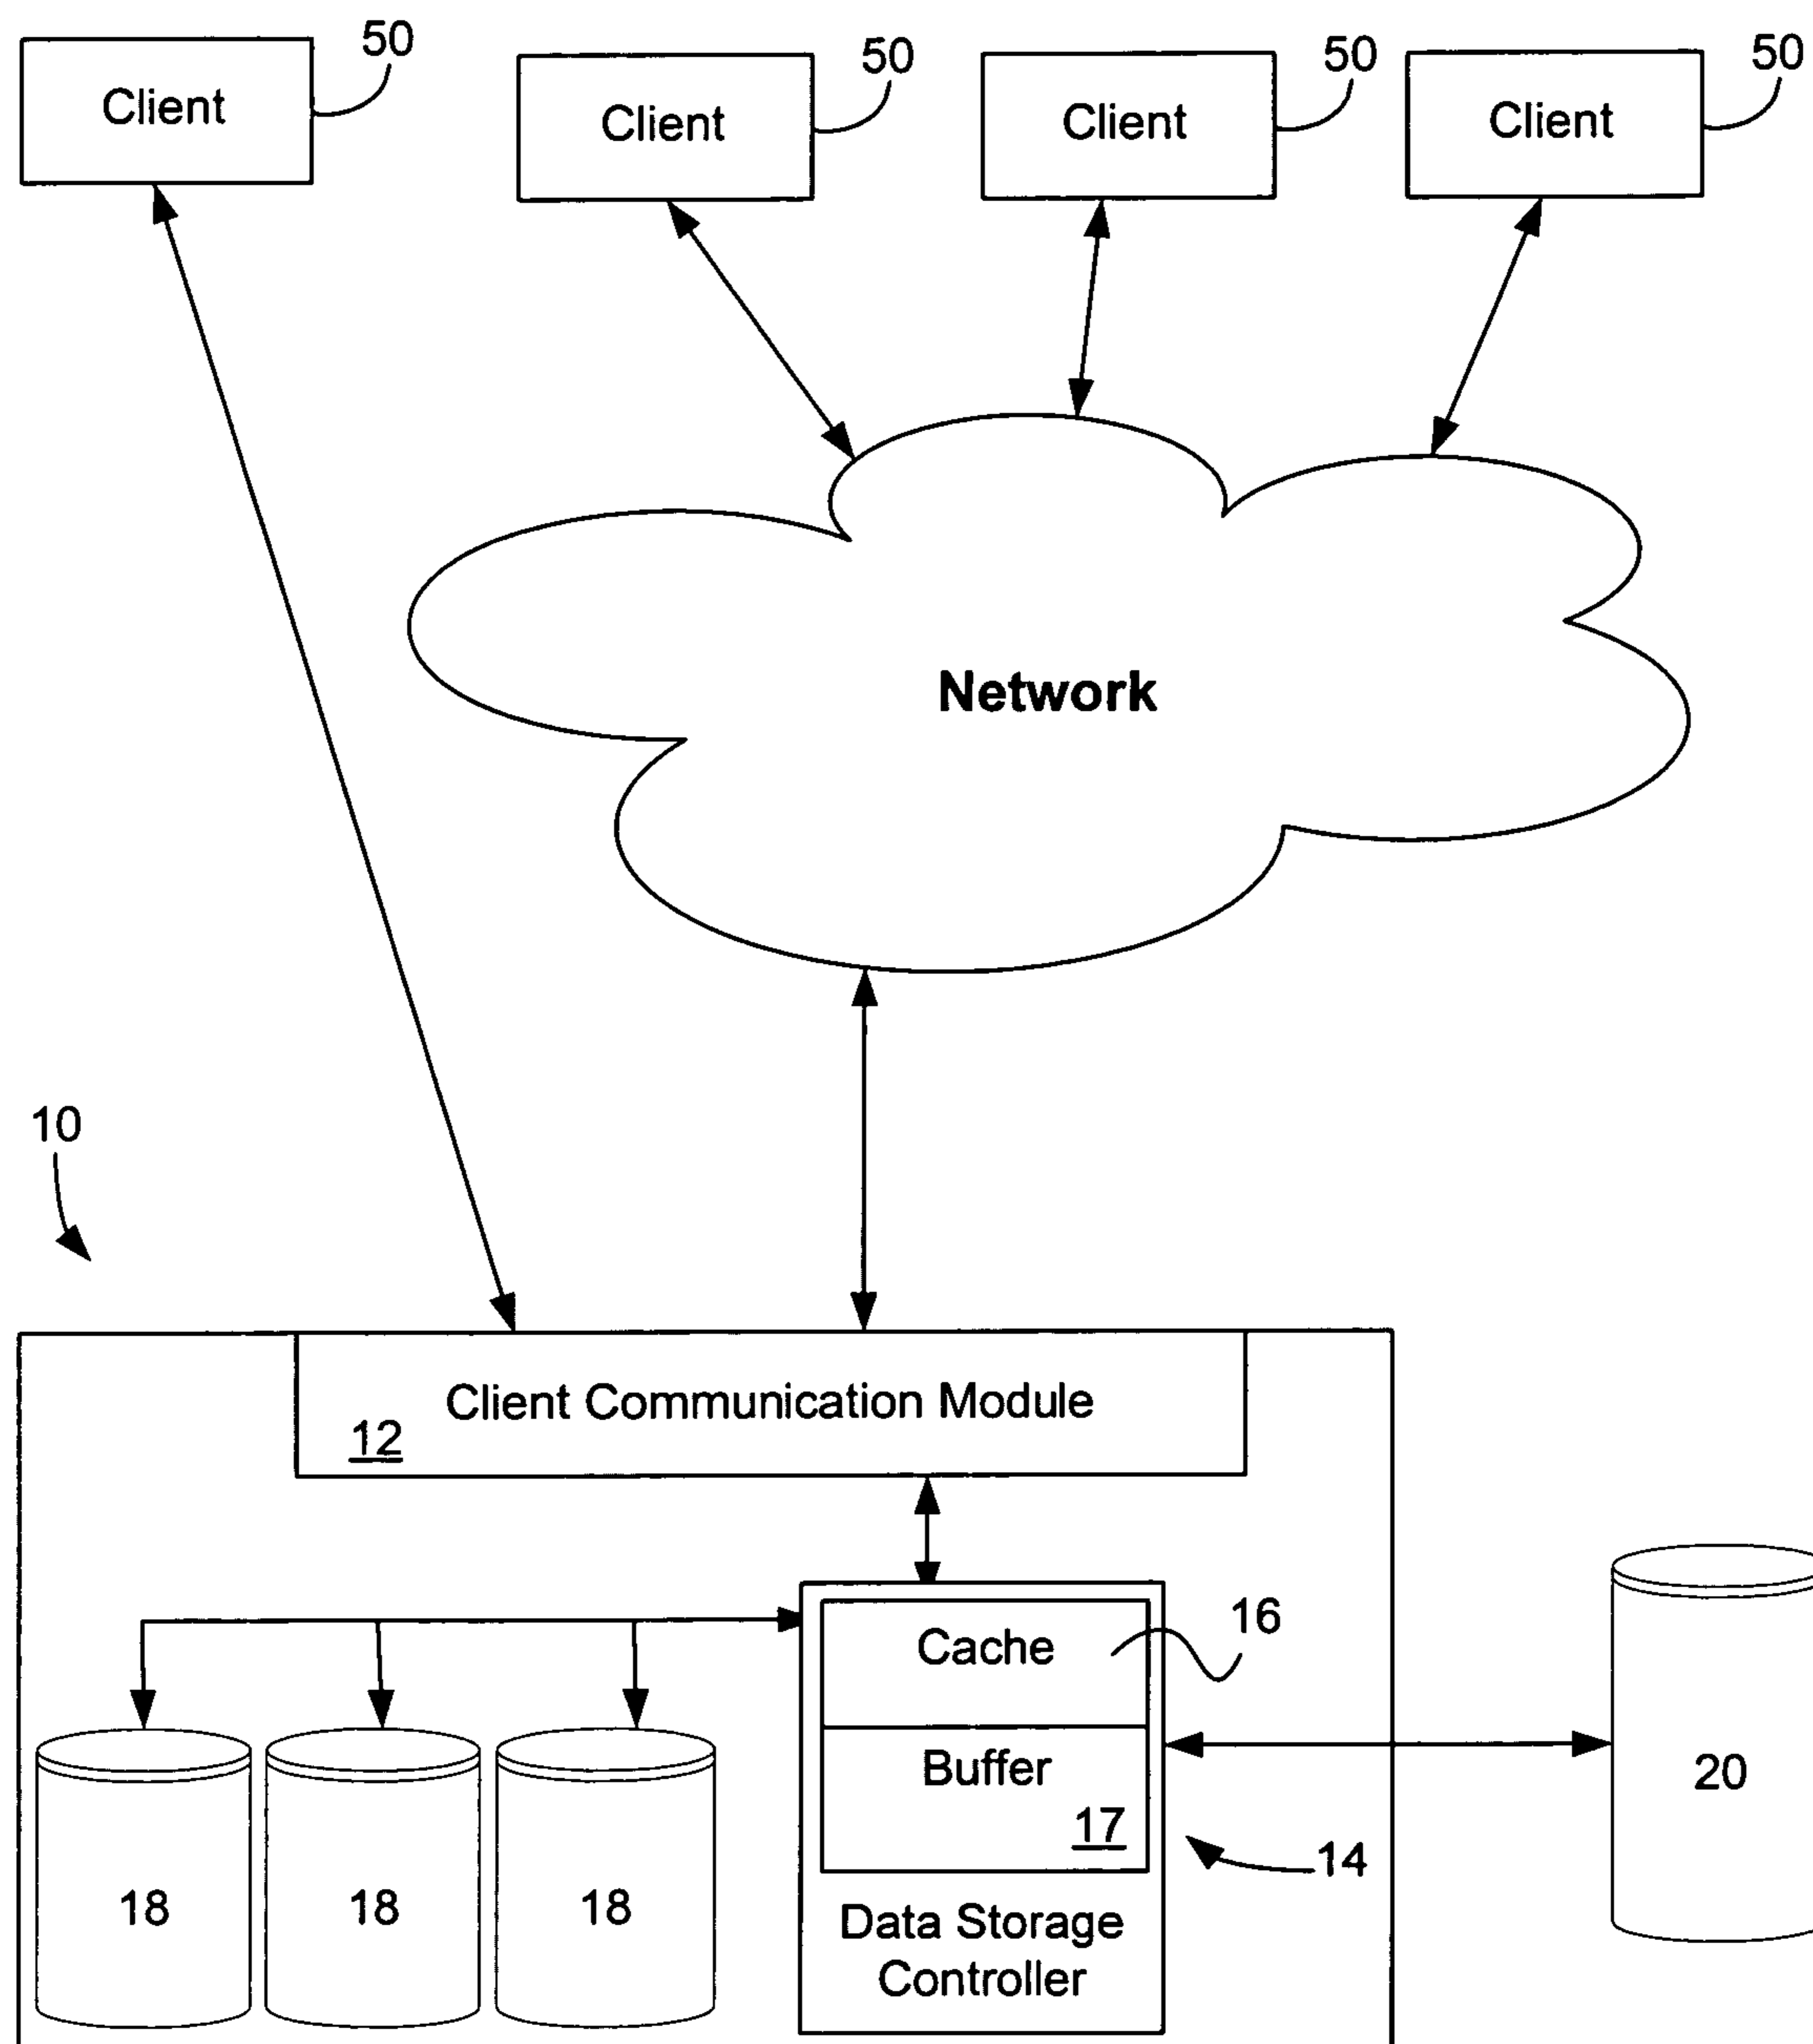 50
50
50
50
Client
Client
Client
Client
Network
10
Client Communication Module
12
16
Cache
Buffer
17
20
14
18
18
18
Data Storage
Controller